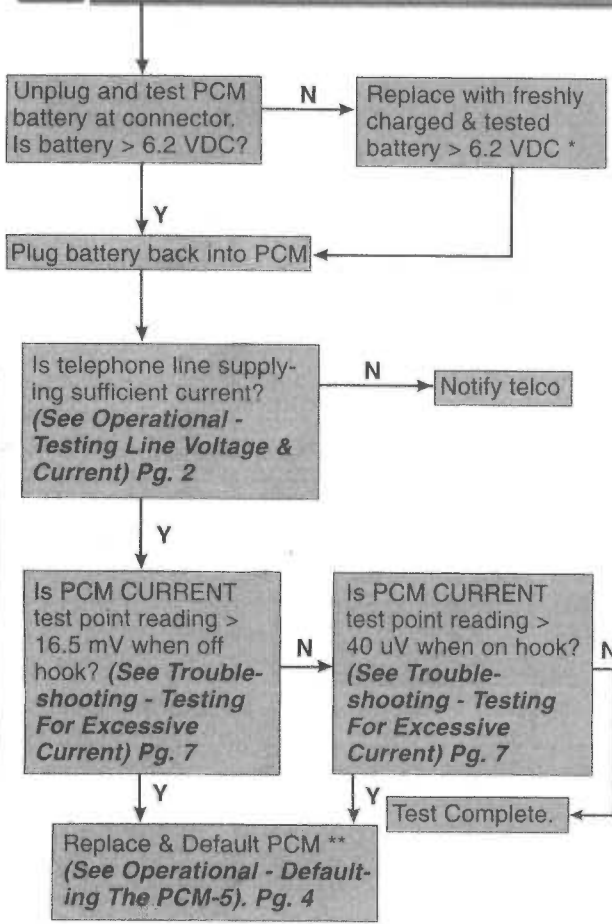 Unplug and test PCM
battery at connector.
Is battery > 6.2 VDC?
N
Replace with freshly
charged & tested
battery > 6.2 VDC *
Y
Plug battery back into PCM
Is telephone line supply-
ing sufficient current?
(See Operational -
Testing Line Voltage &
Current) Pg. 2
N
Notify telco
Y
Is PCM CURRENT
test point reading >
16.5 mV when off
hook? (See Trouble-
shooting - Testing
For Excessive
Current) Pg. 7
N
Is PCM CURRENT
test point reading >
40 uV when on hook?
(See Trouble-
shooting - Testing
For Excessive
Current) Pg. 7
N
Y
Y
Test Complete.
Replace & Default PCM **
(See Operational - Default-
ing The PCM-5). Pg. 4